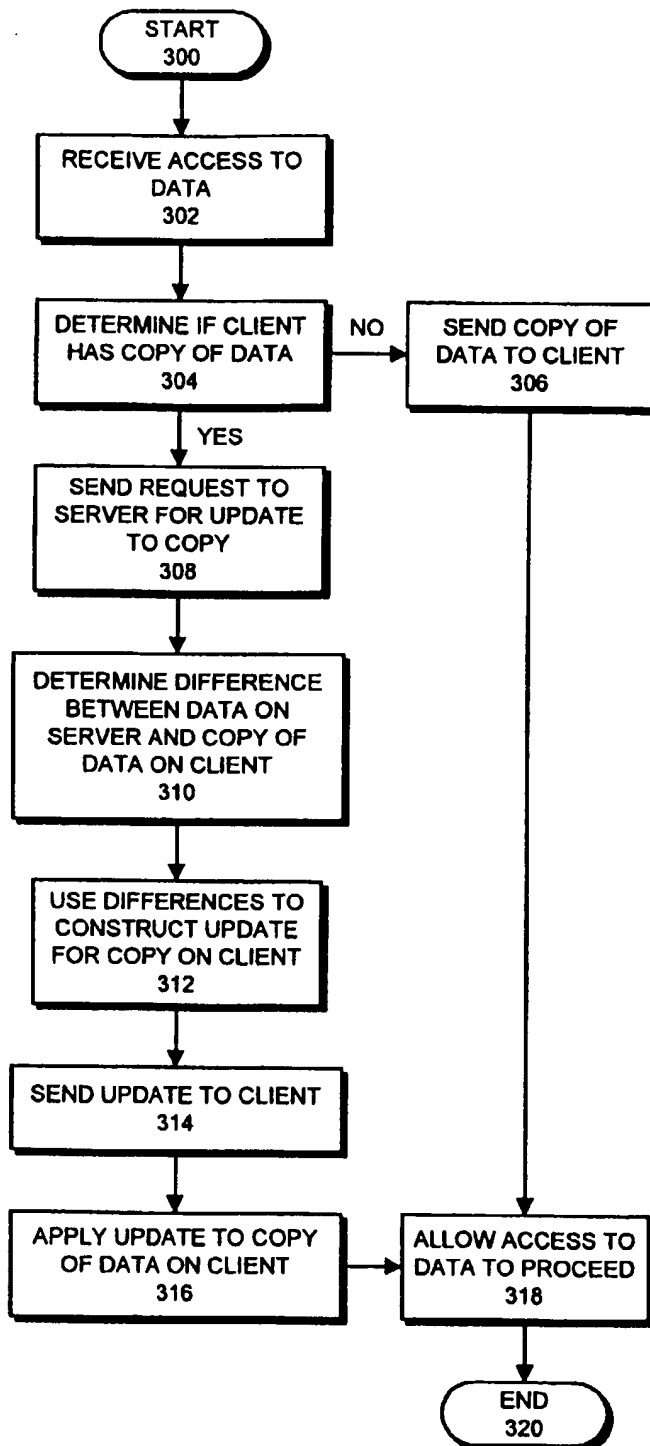 START
300
RECEIVE ACCESS TO
DATA
302
DETERMINE IF CLIENT
HAS COPY OF DATA
304
NO
SEND COPY OF
DATA TO CLIENT
306
YES
SEND REQUEST TO
SERVER FOR UPDATE
TO COPY
308
DETERMINE DIFFERENCE
BETWEEN DATA ON
SERVER AND COPY OF
DATA ON CLIENT
310
USE DIFFERENCES TO
CONSTRUCT UPDATE
FOR COPY ON CLIENT
312
SEND UPDATE TO CLIENT
314
APPLY UPDATE TO COPY
OF DATA ON CLIENT
316
ALLOW ACCESS TO
DATA TO PROCEED
318
END
320